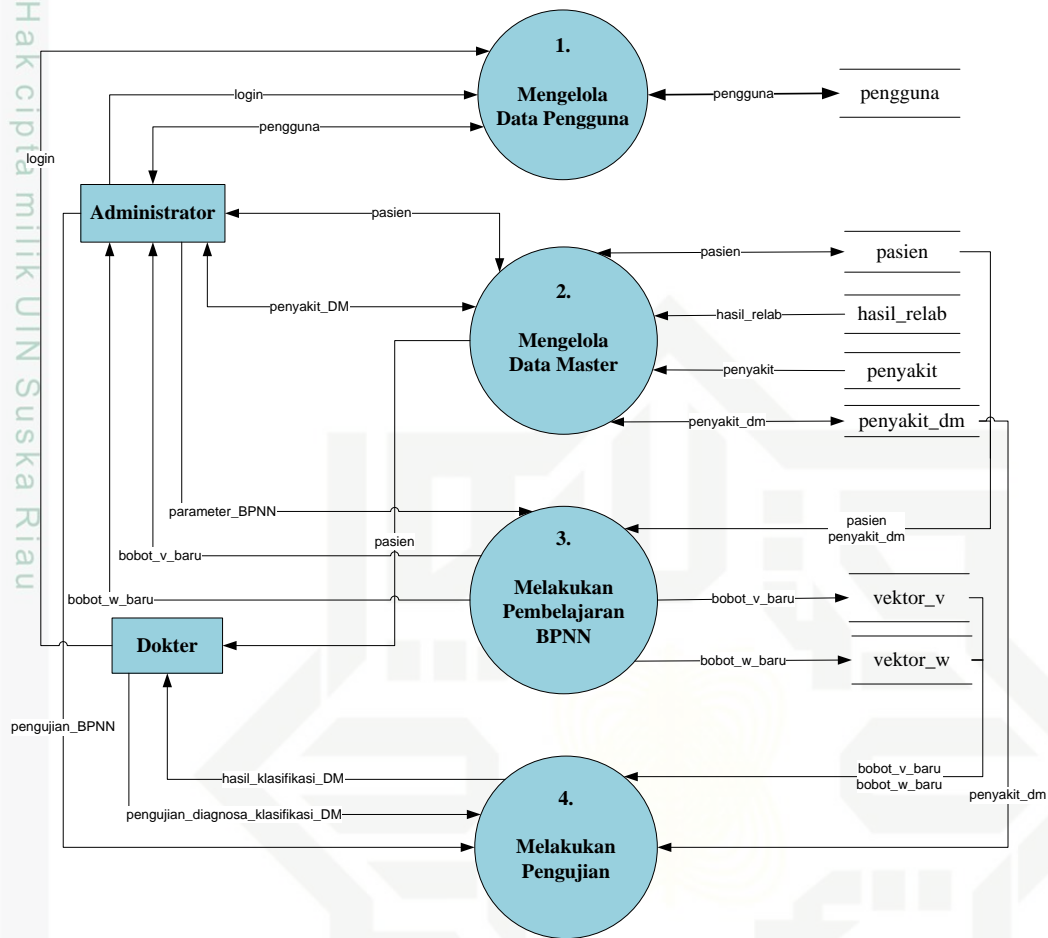 Hak cipta milik UIN Suska Riau
1.
Mengelola
Data Pengguna
login
pengguna
pengguna
pengguna
login
Administrator
pasien
penyakit_DM
2.
Mengelola
Data Master
pasien
pasien
hasil_relab
hasil_relab
penyakit
penyakit
penyakit_dm
penyakit_dm
parameter_BPNN
pasien
bobot_v_baru
bobot_w_baru
3.
Melakukan
Pembelajaran
BPNN
pasien
penyakit_dm
bobot_v_baru
vektor_v
bobot_w_baru
vektor_w
Dokter
pengujian_BPNN
hasil_klasifikasi_DM
pengujian_diagnosa_klasifikasi_DM
4.
Melakukan
Pengujian
bobot_v_baru
bobot_w_baru
penyakit_dm